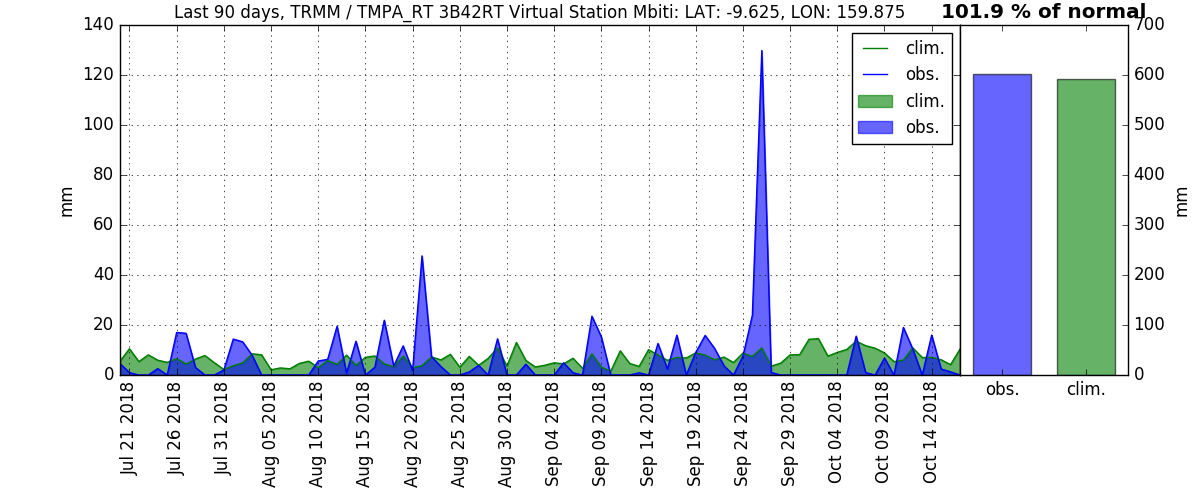 Last 90 days, TRMM / TMPA_RT 3B42RT Virtual Station Mbiti: LAT: -9.625, LON: 159.875
101.9 % of normal
140
120
100
80
60
40
20
0
mm
clim.
obs.
clim.
obs.
700
600
500
400
300
200
100
0
mm
obs.
clim.
Jul 21 2018
Jul 26 2018
Jul 31 2018
Aug 05 2018
Aug 10 2018
Aug 15 2018
Aug 20 2018
Aug 25 2018
Aug 30 2018
Sep 04 2018
Sep 09 2018
Sep 14 2018
Sep 19 2018
Sep 24 2018
Sep 29 2018
Oct 04 2018
Oct 09 2018
Oct 14 2018